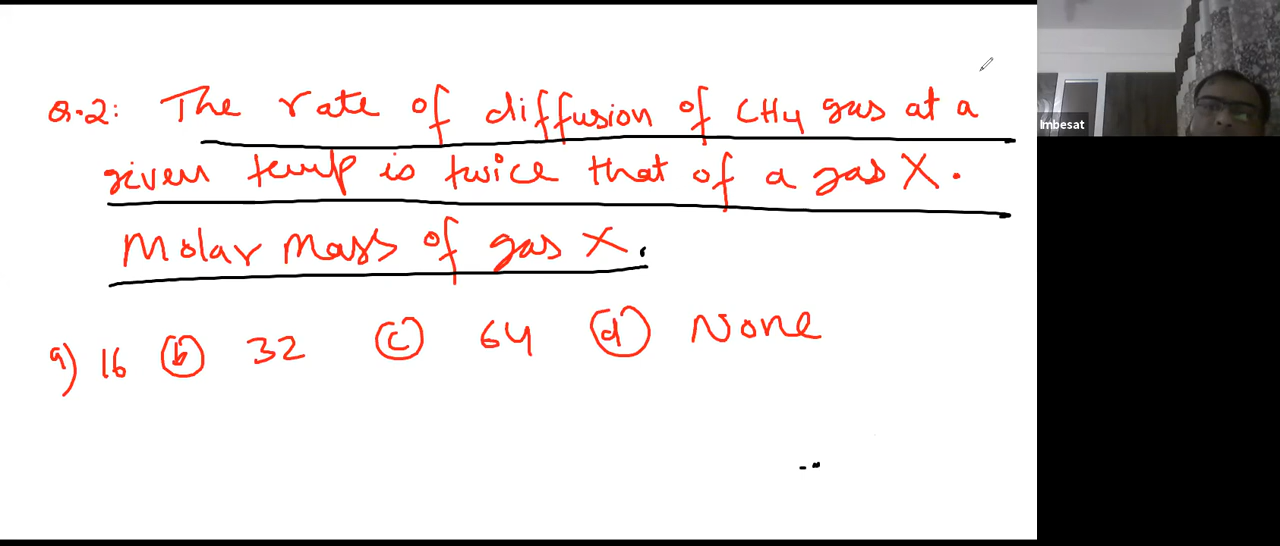 Q.2: The rate of diffusion of CH4 gas at a
given temp is twice that of a gas X.
Molar Mass of gas X.
a) 16 (b) 32 (c) 64 (d) None
Imbesat